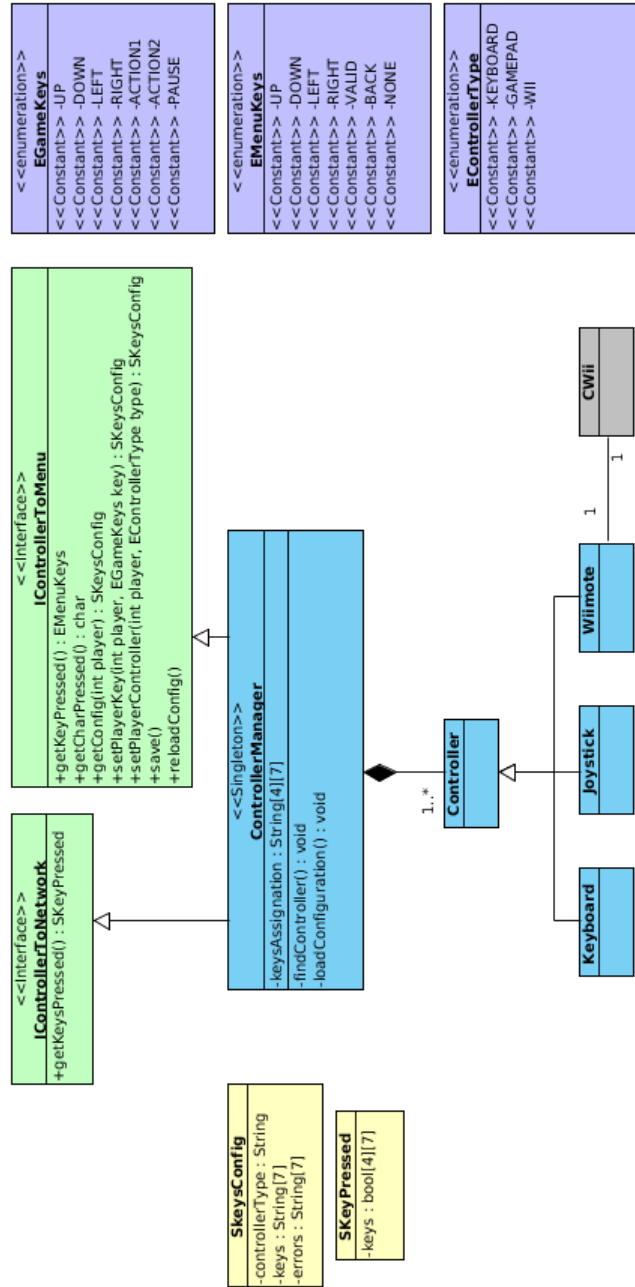 <<Interface>>
IControllerToNetwork
+getKeysPressed() : SKeyPressed
<<Interface>>
IControllerToMenu
+getKeyPressed() : EMenuKeys
+getCharPressed() : char
+getConfig(int player) : SKeysConfig
+setPlayerKey(int player, EGameKeys key) : SKeysConfig
+setPlayerController(int player, EControllerType type) : SKeysConfig
+save()
+reloadConfig()
<<enumeration>>
EGameKeys
<<Constant>> -UP
<<Constant>> -DOWN
<<Constant>> -LEFT
<<Constant>> -RIGHT
<<Constant>> -ACTION1
<<Constant>> -ACTION2
<<Constant>> -PAUSE
SkeysConfig
-controllerType : String
-keys : String[7]
-errors : String[7]
SKeyPressed
-keys : bool[4][7]
<<Singleton>>
ControllerManager
-keysAssignation : String[4][7]
-findController() : void
-loadConfiguration() : void
<<enumeration>>
EMenuKeys
<<Constant>> -UP
<<Constant>> -DOWN
<<Constant>> -LEFT
<<Constant>> -RIGHT
<<Constant>> -VALID
<<Constant>> -BACK
<<Constant>> -NONE
1..*
Controller
<<enumeration>>
EControllerType
<<Constant>> -KEYBOARD
<<Constant>> -GAMEPAD
<<Constant>> -WII
Keyboard
Joystick
Wiimote
1
1
CWii